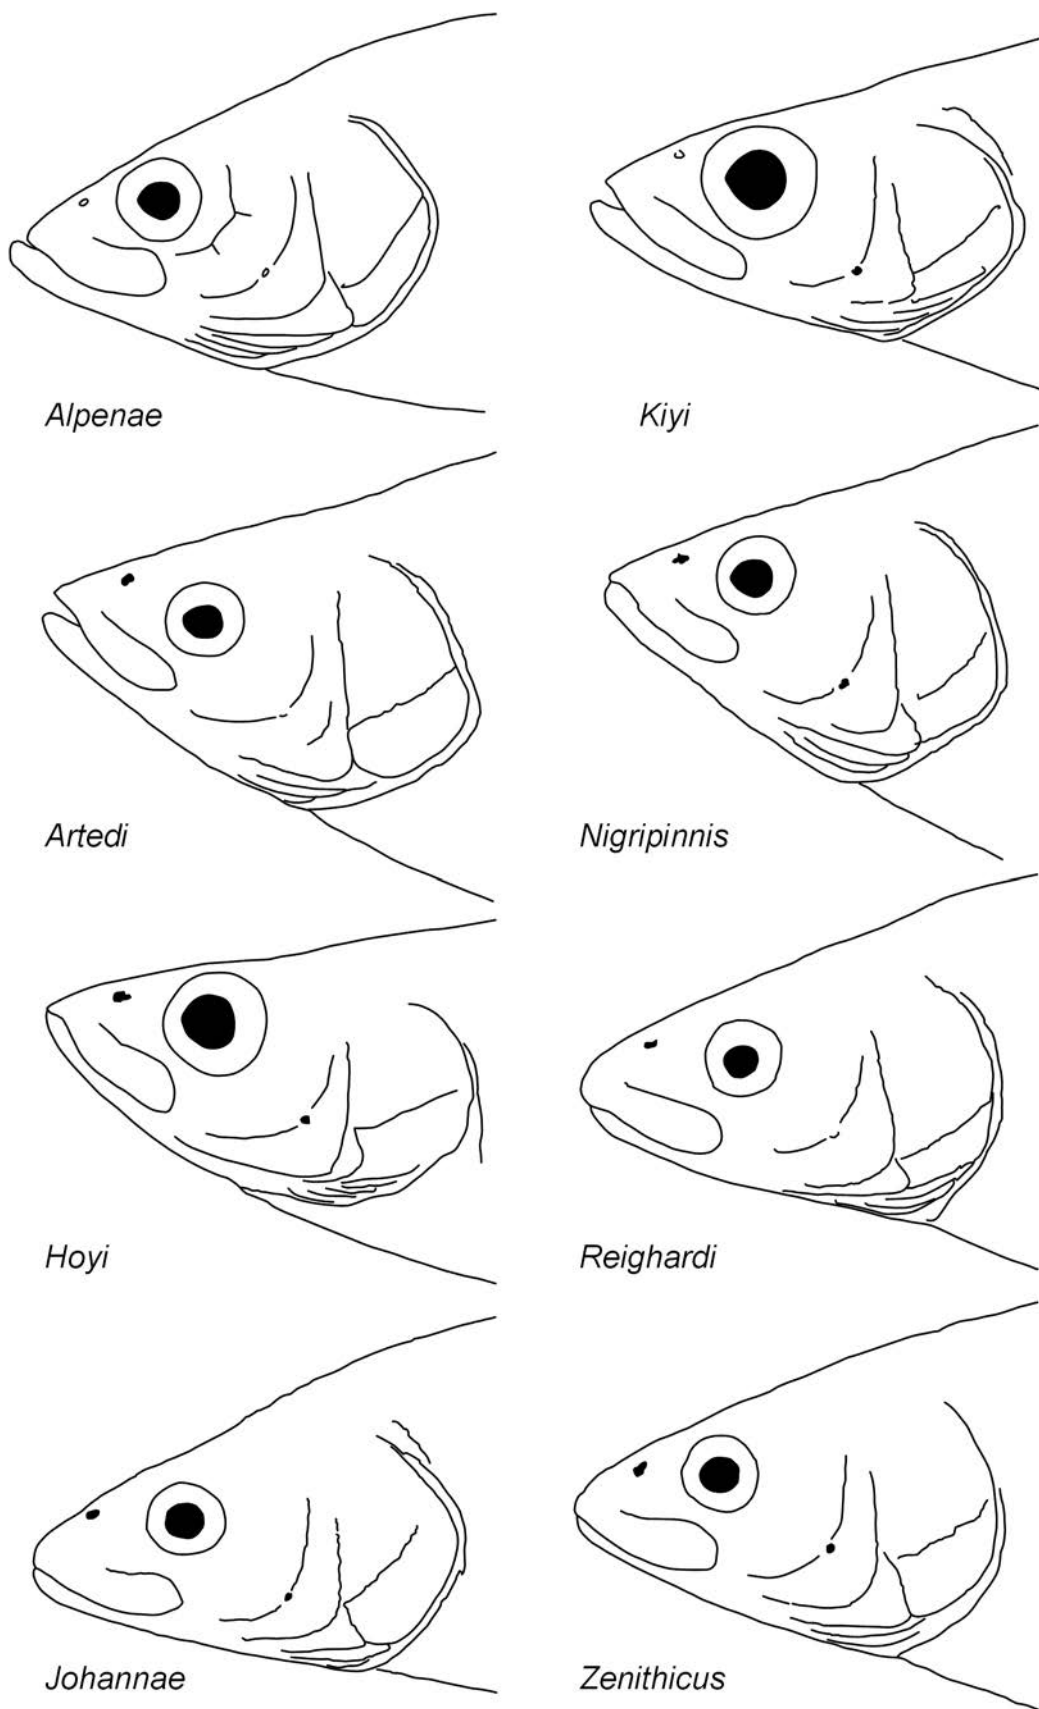 Alpenae
Kiyi
Artedi
Nigripinnis
Hoyi
Reighardi
Johannae
Zenithicus